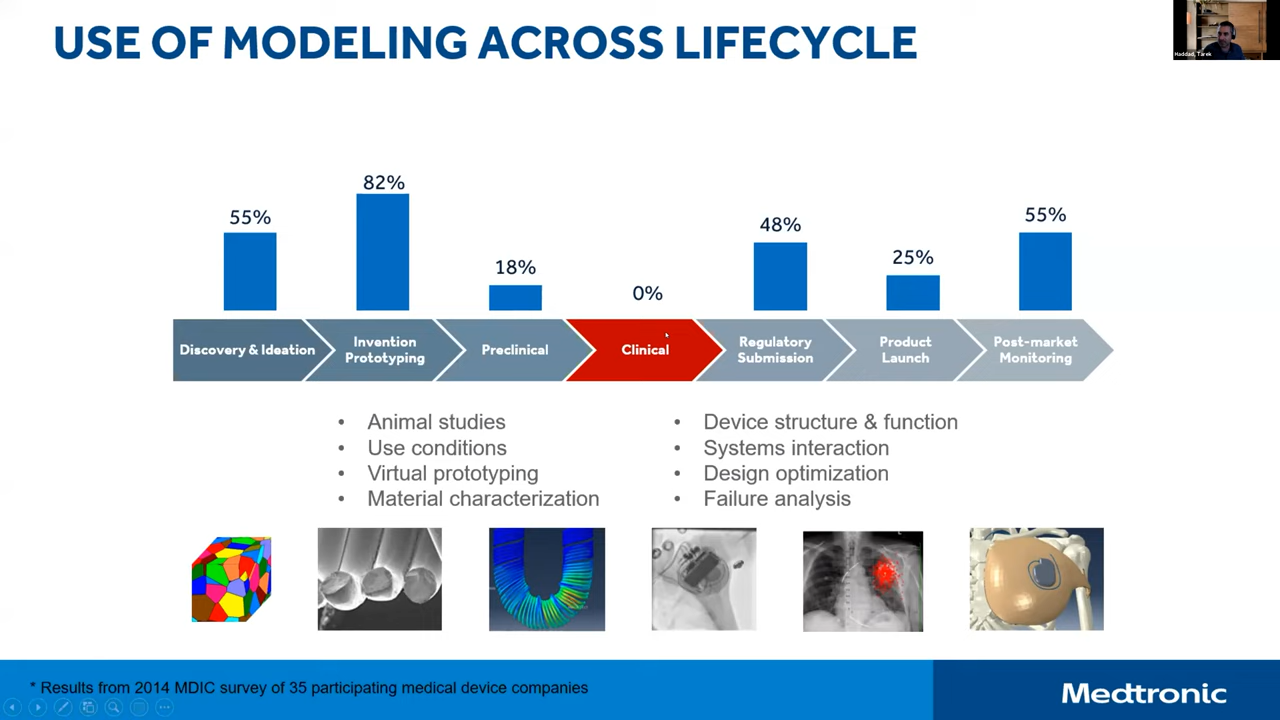 USE OF MODELING ACROSS LIFECYCLE
Haddad, Tarek
55%
82%
18%
0%
48%
25%
55%
Discovery & Ideation
Invention
Prototyping
Preclinical
Clinical
Regulatory
Submission
Product
Launch
Post-market
Monitoring
• Animal studies
• Use conditions
• Virtual prototyping
• Material characterization
• Device structure & function
• Systems interaction
• Design optimization
• Failure analysis
* Results from 2014 MDIC survey of 35 participating medical device companies
Medtronic